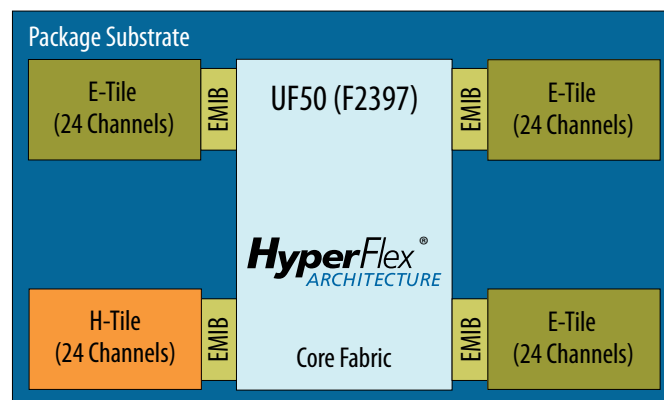 Package Substrate
E-Tile
(24 Channels)
EMIB
UF50 (F2397)
EMIB
E-Tile
(24 Channels)
HyperFlex®
ARCHITECTURE
H-Tile
(24 Channels)
EMIB
Core Fabric
EMIB
E-Tile
(24 Channels)